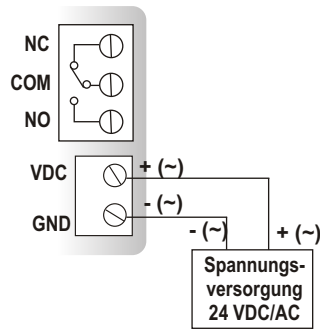 NC
COM
NO
VDC
+ (~)
GND
- (~)
- (~)
+ (~)
Spannungs-
versorgung
24 VDC/AC